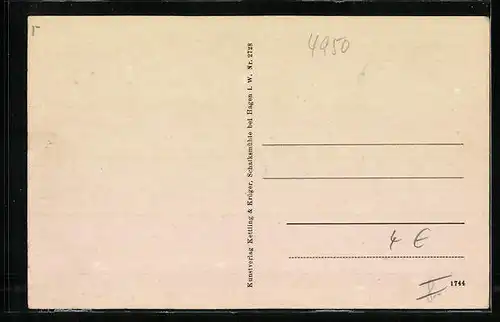 4950
Kunstverlag Kettling & Krüger, Schalksmühle bei Hagen i. W. Nr. 2728
4 €
1744